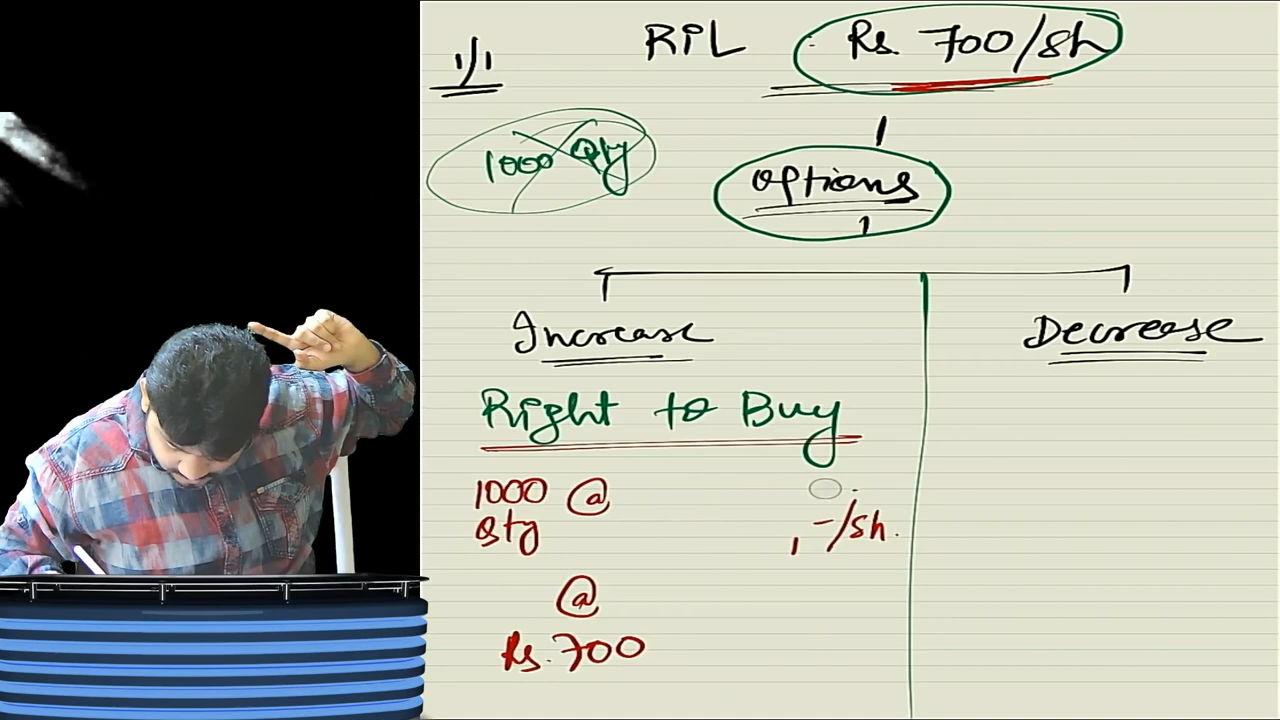 1/1
RIL Rs. 700/sh
1000 Qty
Options
Increase
Decrease
Right to Buy
1000 @
Qty
-/sh.
@
Rs. 700